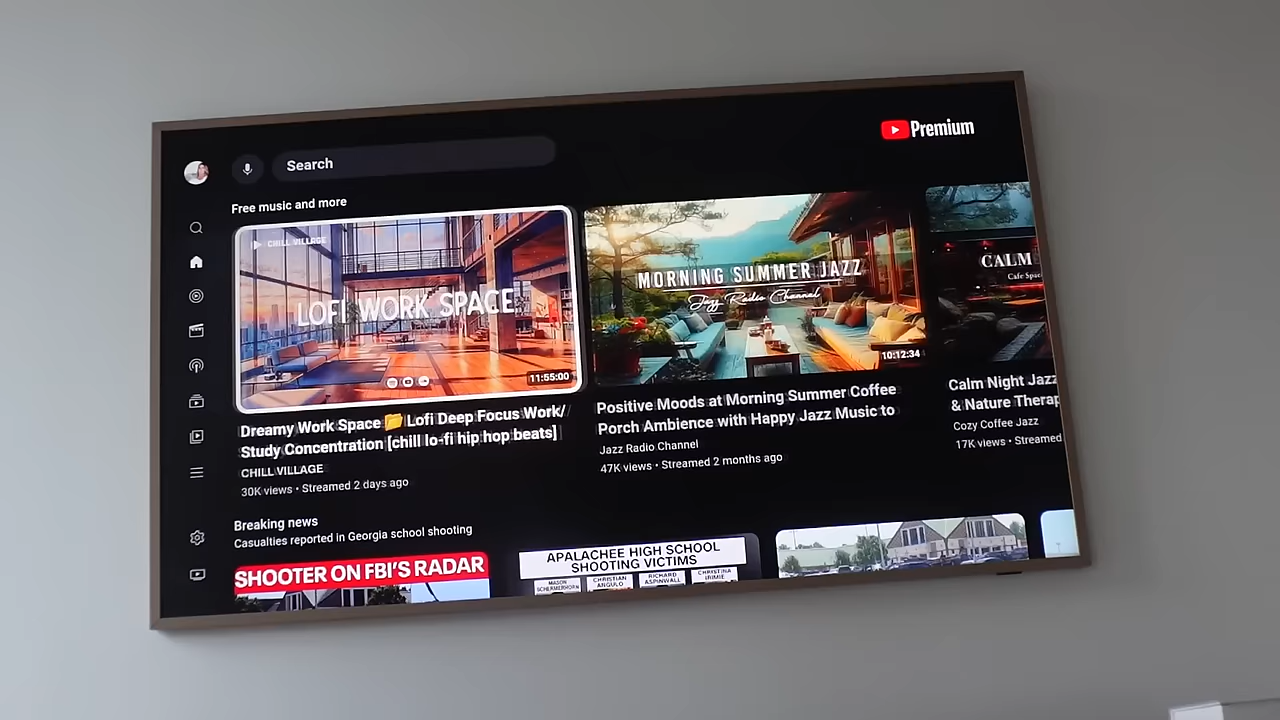 Premium
Search
Free music and more
CHILL VILLAGE
LOFI WORK SPACE
11:55:00
Dreamy Work Space 📂 Lofi Deep Focus Work/
Study Concentration [chill lo-fi hip hop beats]
CHILL VILLAGE
30K views • Streamed 2 days ago
MORNING SUMMER JAZZ
Jazz Radio Channel
10:12:34
Positive Moods at Morning Summer Coffee
Porch Ambience with Happy Jazz Music to
Jazz Radio Channel
47K views • Streamed 2 months ago
CALM
Cafe Space
Calm Night Jazz
& Nature Therap
Cozy Coffee Jazz
17K views • Streamed
Breaking news
Casualties reported in Georgia school shooting
SHOOTER ON FBI'S RADAR
APALACHEE HIGH SCHOOL
SHOOTING VICTIMS
MASON
SCHERMERHORN
CHRISTIAN
ANGULO
RICHARD
ASPINWALL
CHRISTINA
IRIMIE